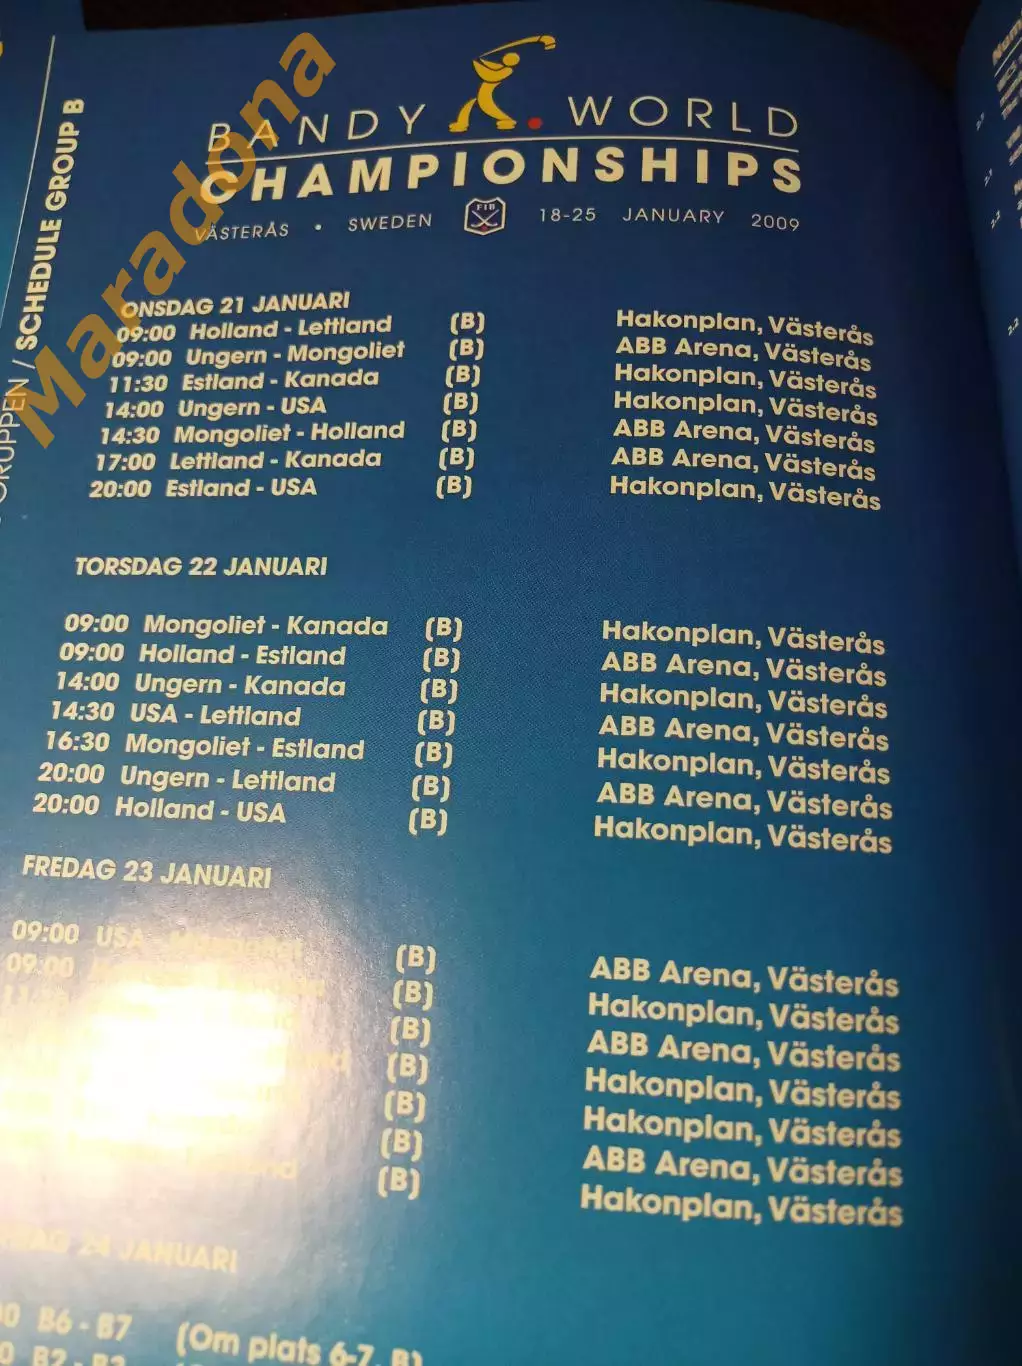 BANDY WORLD
CHAMPIONSHIPS
VÄSTERÅS • SWEDEN FIB 18-25 JANUARY 2009
GRUPPEN / SCHEDULE GROUP B
Maradona
ONSDAG 21 JANUARI
09:00 Holland - Lettland (B) Hakonplan, Västerås
09:00 Ungern - Mongoliet (B) ABB Arena, Västerås
11:30 Estland - Kanada (B) Hakonplan, Västerås
14:00 Ungern - USA (B) Hakonplan, Västerås
14:30 Mongoliet - Holland (B) ABB Arena, Västerås
17:00 Lettland - Kanada (B) ABB Arena, Västerås
20:00 Estland - USA (B) Hakonplan, Västerås
TORSDAG 22 JANUARI
09:00 Mongoliet - Kanada (B) Hakonplan, Västerås
09:00 Holland - Estland (B) ABB Arena, Västerås
14:00 Ungern - Kanada (B) Hakonplan, Västerås
14:30 USA - Lettland (B) ABB Arena, Västerås
16:30 Mongoliet - Estland (B) Hakonplan, Västerås
20:00 Ungern - Lettland (B) ABB Arena, Västerås
20:00 Holland - USA (B) Hakonplan, Västerås
FREDAG 23 JANUARI
09:00 USA - Mongoliet (B) ABB Arena, Västerås
09:00 (B) Hakonplan, Västerås
(B) ABB Arena, Västerås
(B) Hakonplan, Västerås
(B) Hakonplan, Västerås
(B) ABB Arena, Västerås
(B) Hakonplan, Västerås
24 JANUARI
B6 - B7 (Om plats 6-7, B)
B2 - B3